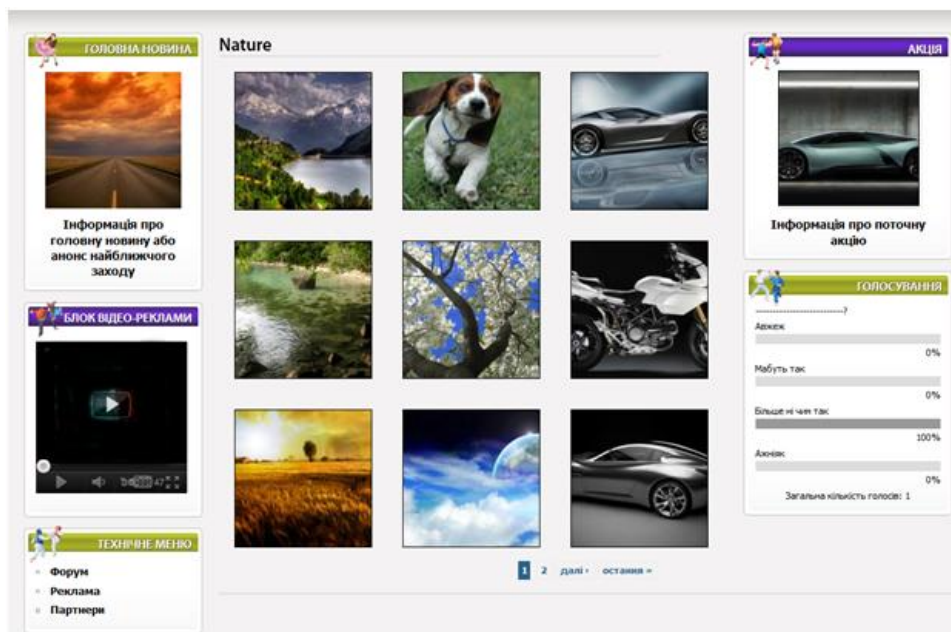 ГОЛОВНА НОВИНА
Інформація про
головну новину або
анонс найближчого
заходу
БЛОК ВІДЕО-РЕКЛАМИ
ТЕХНІЧНЕ МЕНЮ
Форум
Реклама
Партнери
Nature
1 2 далі › остання »
АКЦІЯ
Інформація про поточну
акцію
ГОЛОСУВАННЯ
--------------------------?
Авжеж
0%
Мабуть так
0%
Більше ні чим так
100%
Ажніяк
0%
Загальна кількість голосів: 1